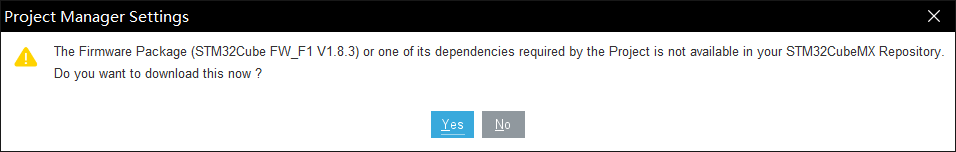 Project Manager Settings
The Firmware Package (STM32Cube FW_F1 V1.8.3) or one of its dependencies required by the Project is not available in your STM32CubeMX Repository.
Do you want to download this now ?
Yes No